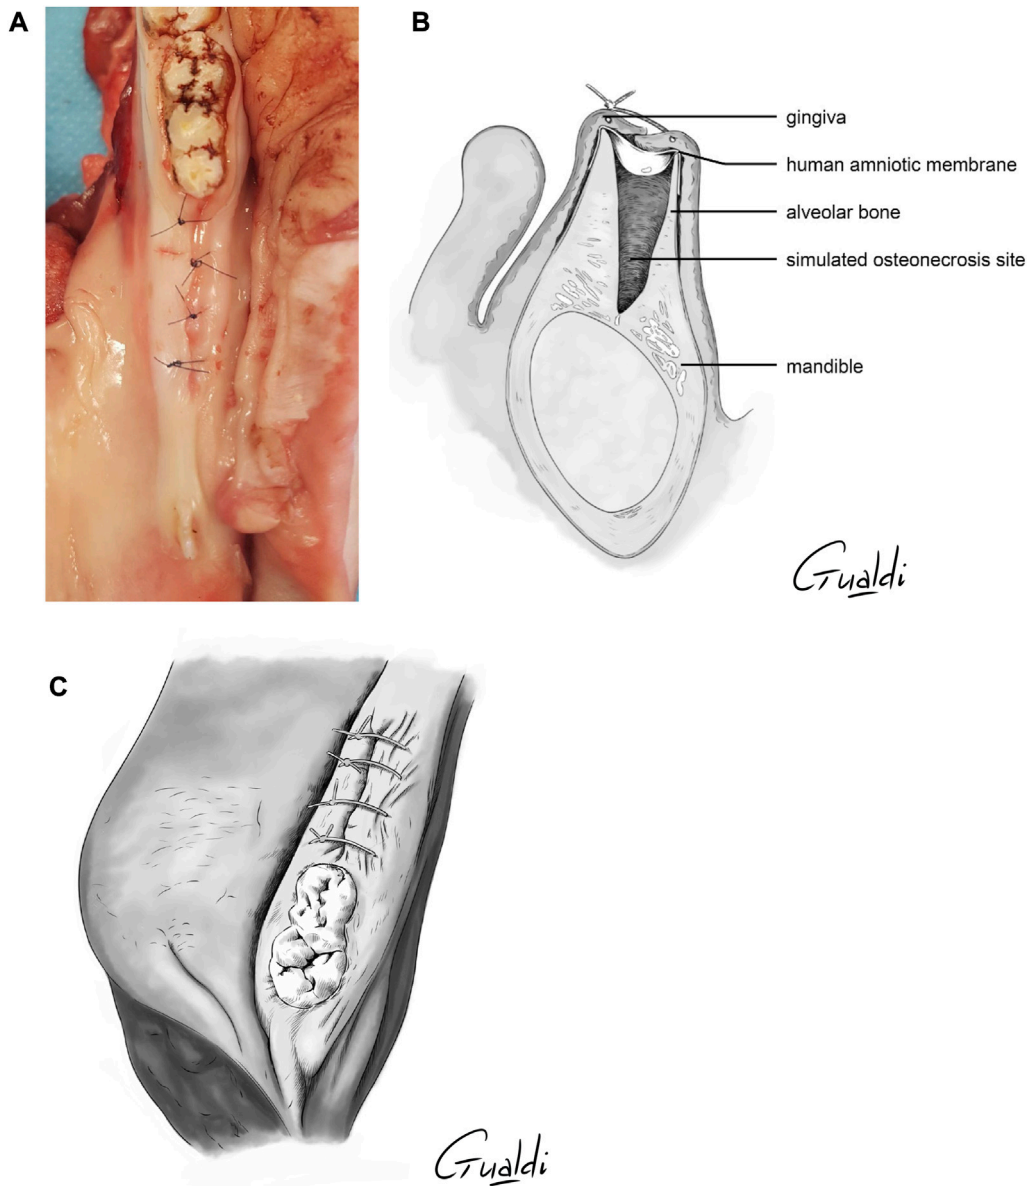 A
B
gingiva
human amniotic membrane
alveolar bone
simulated osteonecrosis site
mandible
Gualdi
C
Gualdi